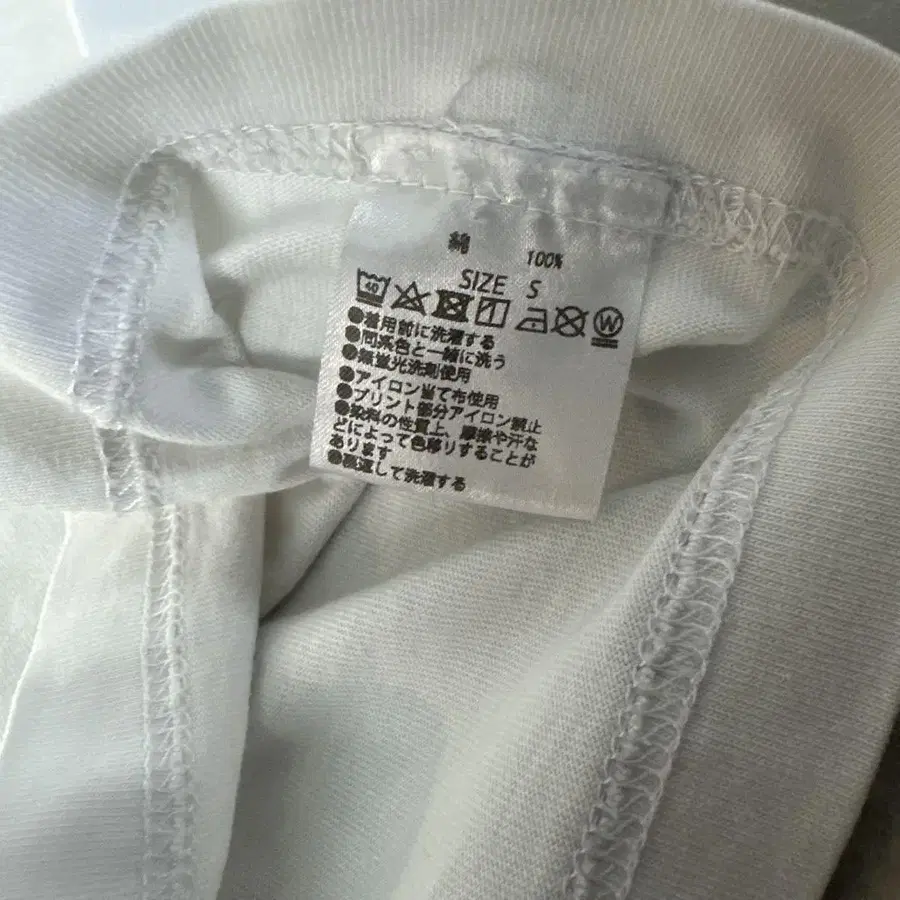 綿 100%
SIZE S
40 W
●着用前に洗濯する
●同系色と一緒に洗う
●無蛍光洗剤使用
●アイロン当て布使用
●プリント部分アイロン禁止
●染料の性質上、摩擦や汗な
どによって色移りすることが
あります
●裏返して洗濯する